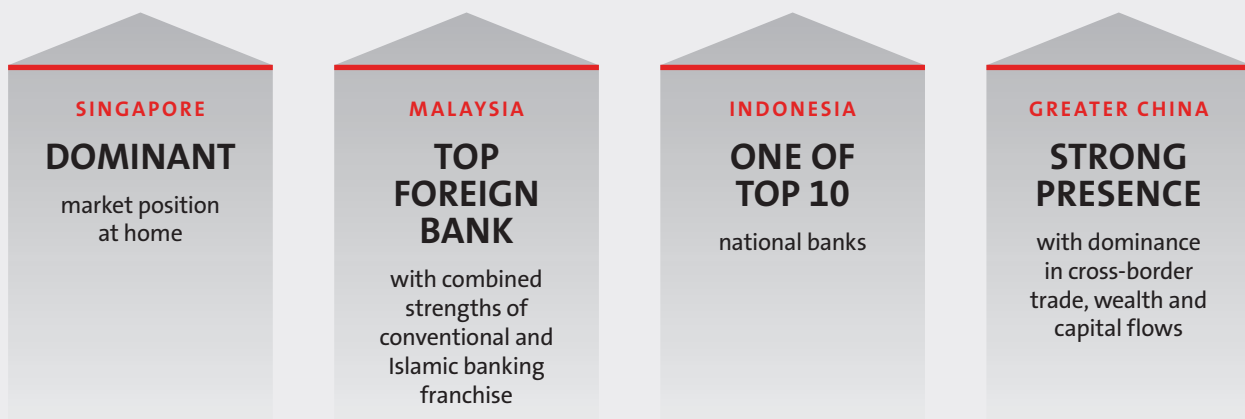 SINGAPORE
DOMINANT
market position
at home
MALAYSIA
TOP
FOREIGN
BANK
with combined
strengths of
conventional and
Islamic banking
franchise
INDONESIA
ONE OF
TOP 10
national banks
GREATER CHINA
STRONG
PRESENCE
with dominance
in cross-border
trade, wealth and
capital flows